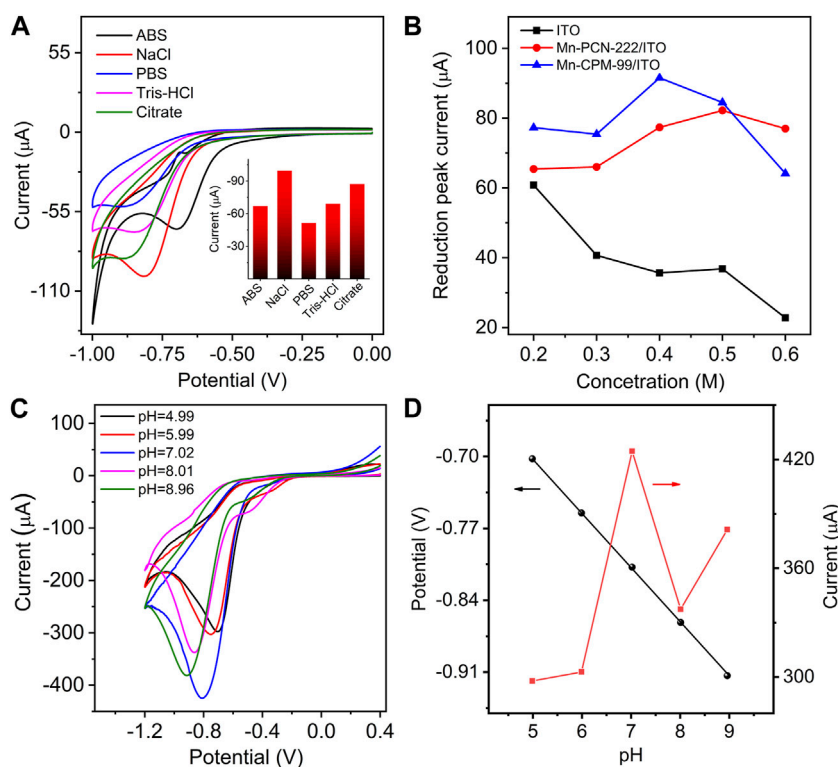 A
ABS
NaCl
PBS
Tris-HCl
Citrate
55
0
-55
-110
Current (μA)
-1.00 -0.75 -0.50 -0.25 0.00
Potential (V)
-90
-60
-30
Current (μA)
ABS NaCl PBS Tris-HCl Citrate
B
ITO
Mn-PCN-222/ITO
Mn-CPM-99/ITO
100
80
60
40
20
Reduction peak current (μA)
0.2 0.3 0.4 0.5 0.6
Concetration (M)
C
pH=4.99
pH=5.99
pH=7.02
pH=8.01
pH=8.96
100
0
-100
-200
-300
-400
Current (μA)
-1.2 -0.8 -0.4 0.0 0.4
Potential (V)
D
-0.70
-0.77
-0.84
-0.91
Potential (V)
420
360
300
Current (μA)
5 6 7 8 9
pH